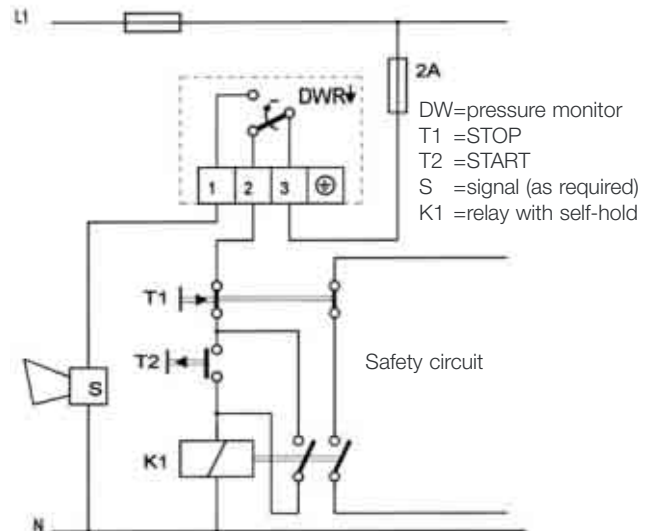 L1
2A
DWR↓
DW=pressure monitor
T1 =STOP
T2 =START
S =signal (as required)
K1 =relay with self-hold
1 2 3
T1
T2
Safety circuit
S
K1
N